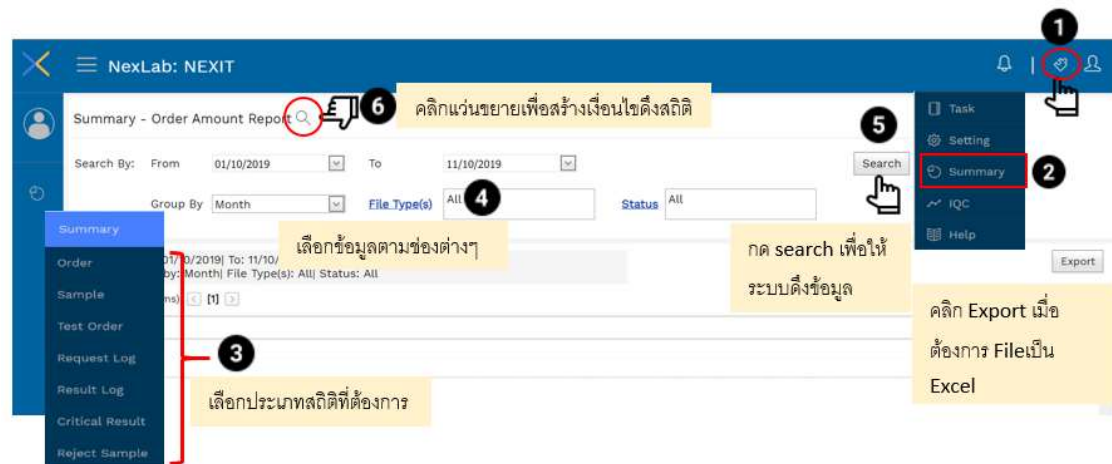 1
NexLab: NEXIT
Summary - Order Amount Report
6
คลิกแว่นขยายเพื่อสร้างเงื่อนไขดึงสถิติ
Task
Setting
Summary
2
IQC
Help
5
Search By: From 01/10/2019 To 11/10/2019 Search
Group By Month File Type(s) All 4 Status All
เลือกข้อมูลตามช่องต่างๆ
กด search เพื่อให้
ระบบดึงข้อมูล
Export
คลิก Export เมื่อ
ต้องการ Fileเป็น
Excel
01/10/2019| To: 11/10/
by: Month| File Type(s): All| Status: All
ms) < [1] >
Summary
Order
Sample
Test Order
Request Log
Result Log
Critical Result
Reject Sample
3
เลือกประเภทสถิติที่ต้องการ